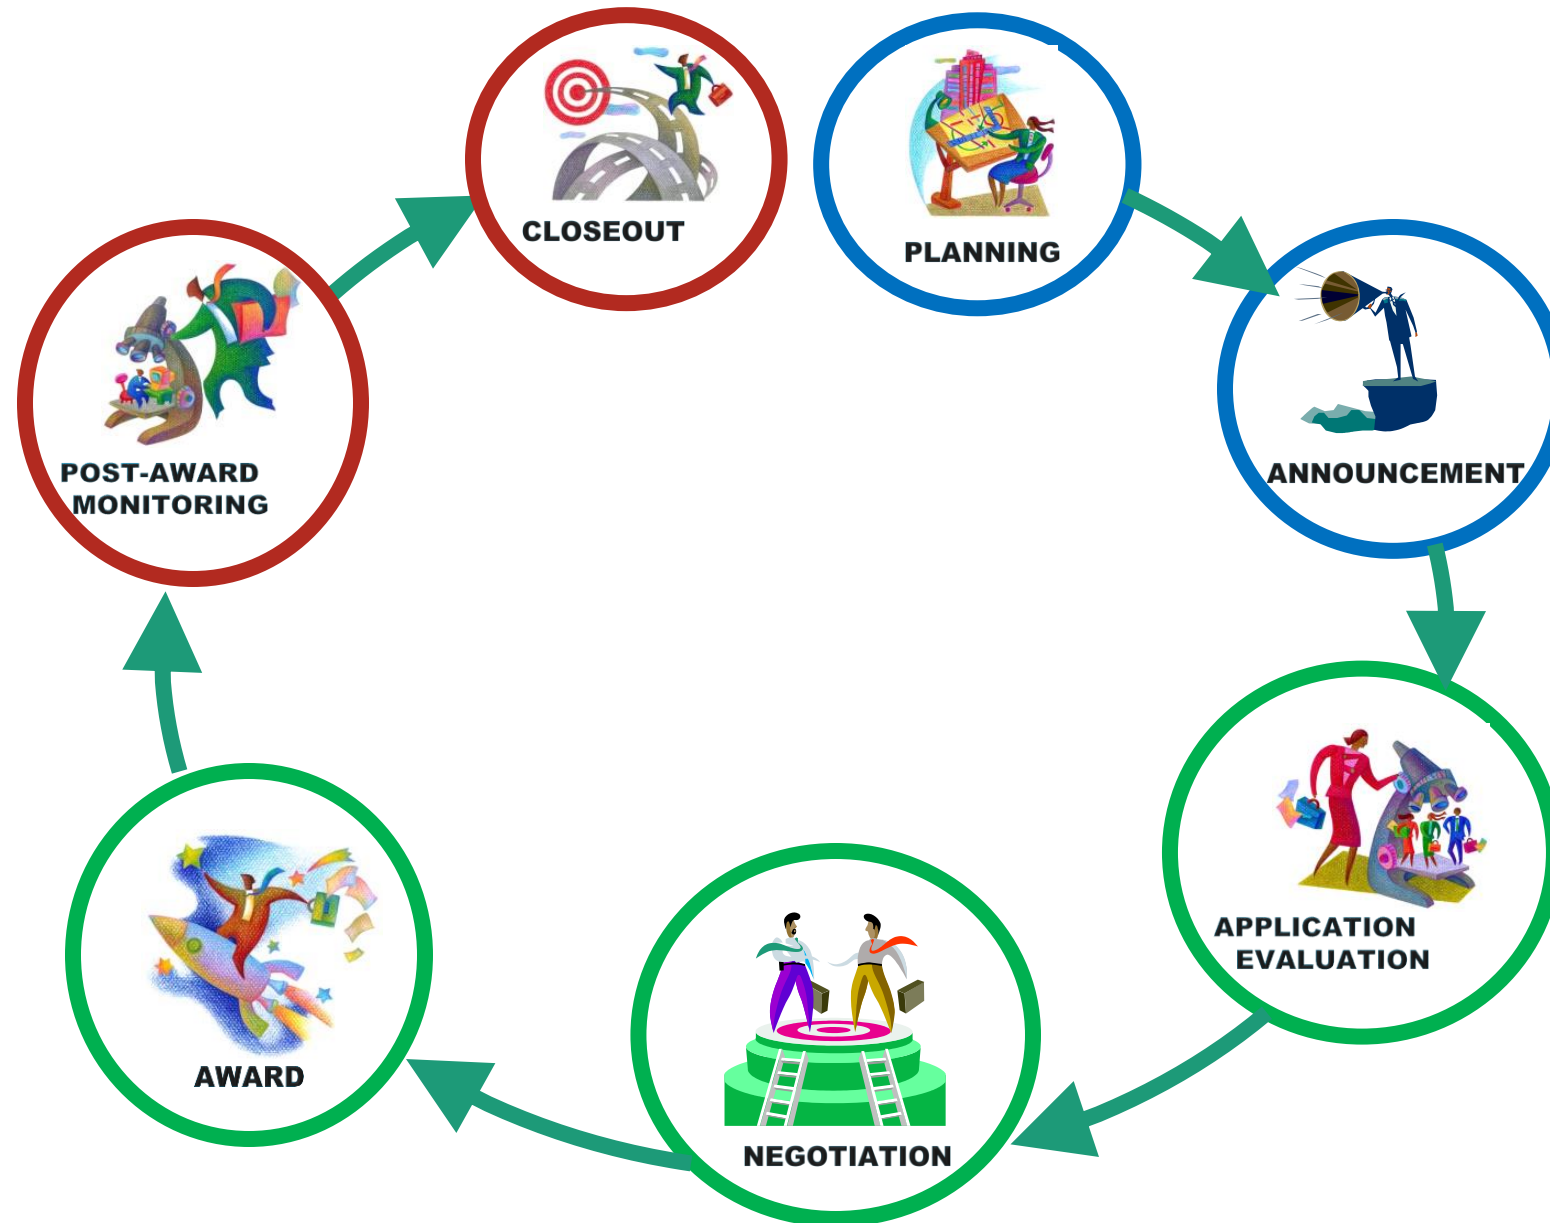 CLOSEOUT
PLANNING
ANNOUNCEMENT
APPLICATION
EVALUATION
NEGOTIATION
AWARD
POST-AWARD
MONITORING